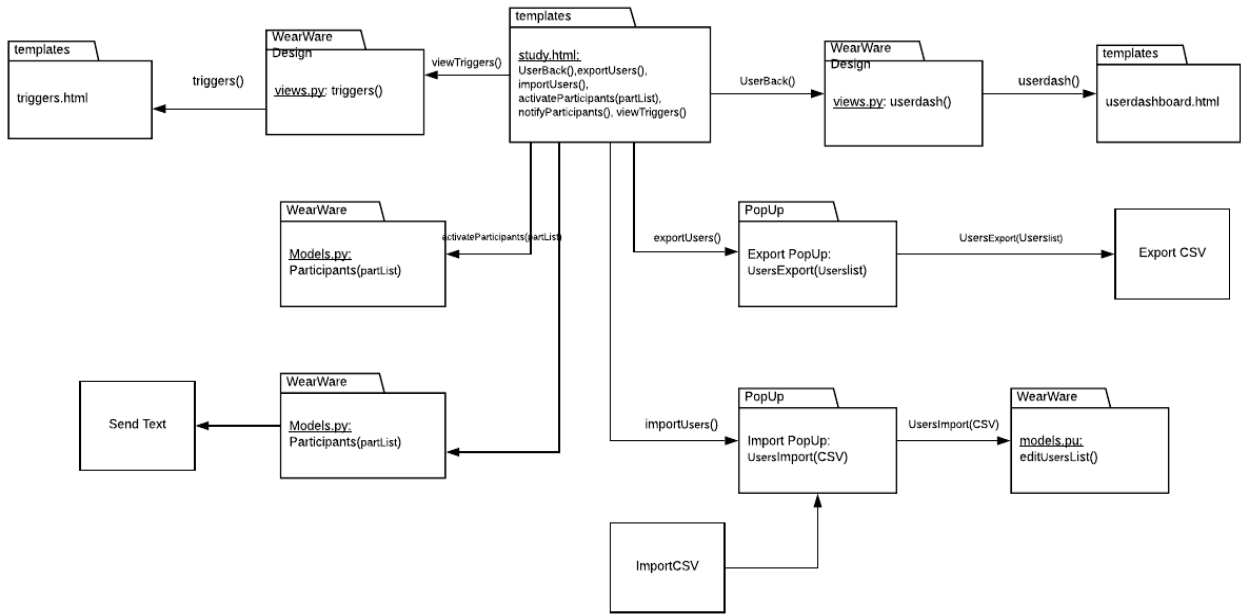 templates
triggers.html
triggers()
WearWare
Design
views.py: triggers()
viewTriggers()
templates
study.html:
UserBack(),exportUsers(),
importUsers(),
activateParticipants(partList),
notifyParticipants(), viewTriggers()
UserBack()
WearWare
Design
views.py: userdash()
userdash()
templates
userdashboard.html
WearWare
Models.py:
Participants(partList)
activateParticipants(partList)
exportUsers()
PopUp
Export PopUp:
UsersExport(Userslist)
UsersExport(Userslist)
Export CSV
Send Text
WearWare
Models.py:
Participants(partList)
importUsers()
PopUp
Import PopUp:
UsersImport(CSV)
UsersImport(CSV)
WearWare
models.pu:
editUsersList()
ImportCSV